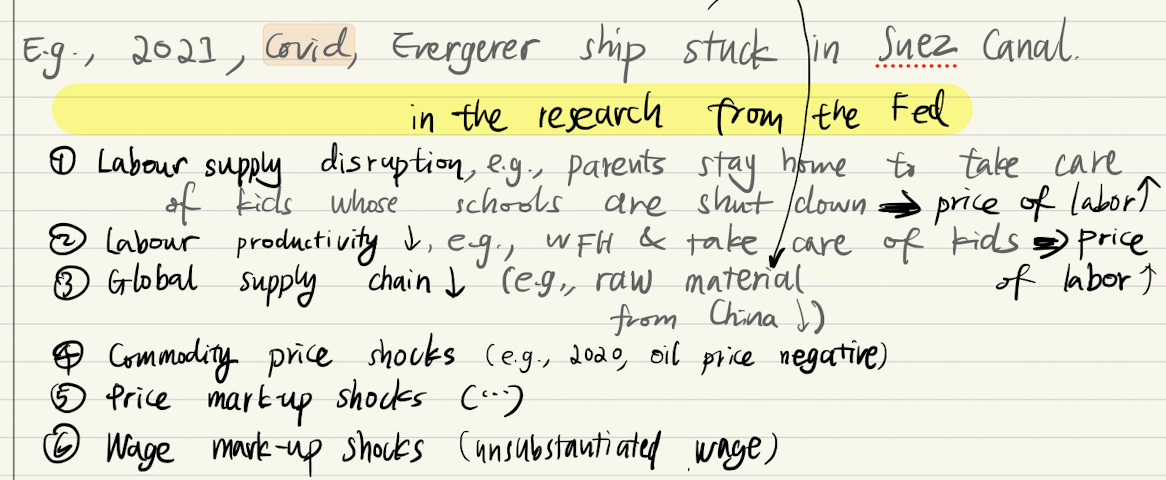 E.g., 2021, Covid, Evergerer ship stuck in Suez Canal.
in the research from the Fed
① Labour supply disruption, e.g., parents stay home to take care
of kids whose schools are shut down ⇒ price of labor↑
② Labour productivity ↓, e.g., WFH & take care of kids ⇒ price
of labor ↑
③ Global supply chain ↓ (e.g., raw material
from China ↓)
④ Commodity price shocks (e.g., 2020, oil price negative)
⑤ Price mark-up shocks (...)
⑥ Wage mark-up shocks (unsubstantiated wage)